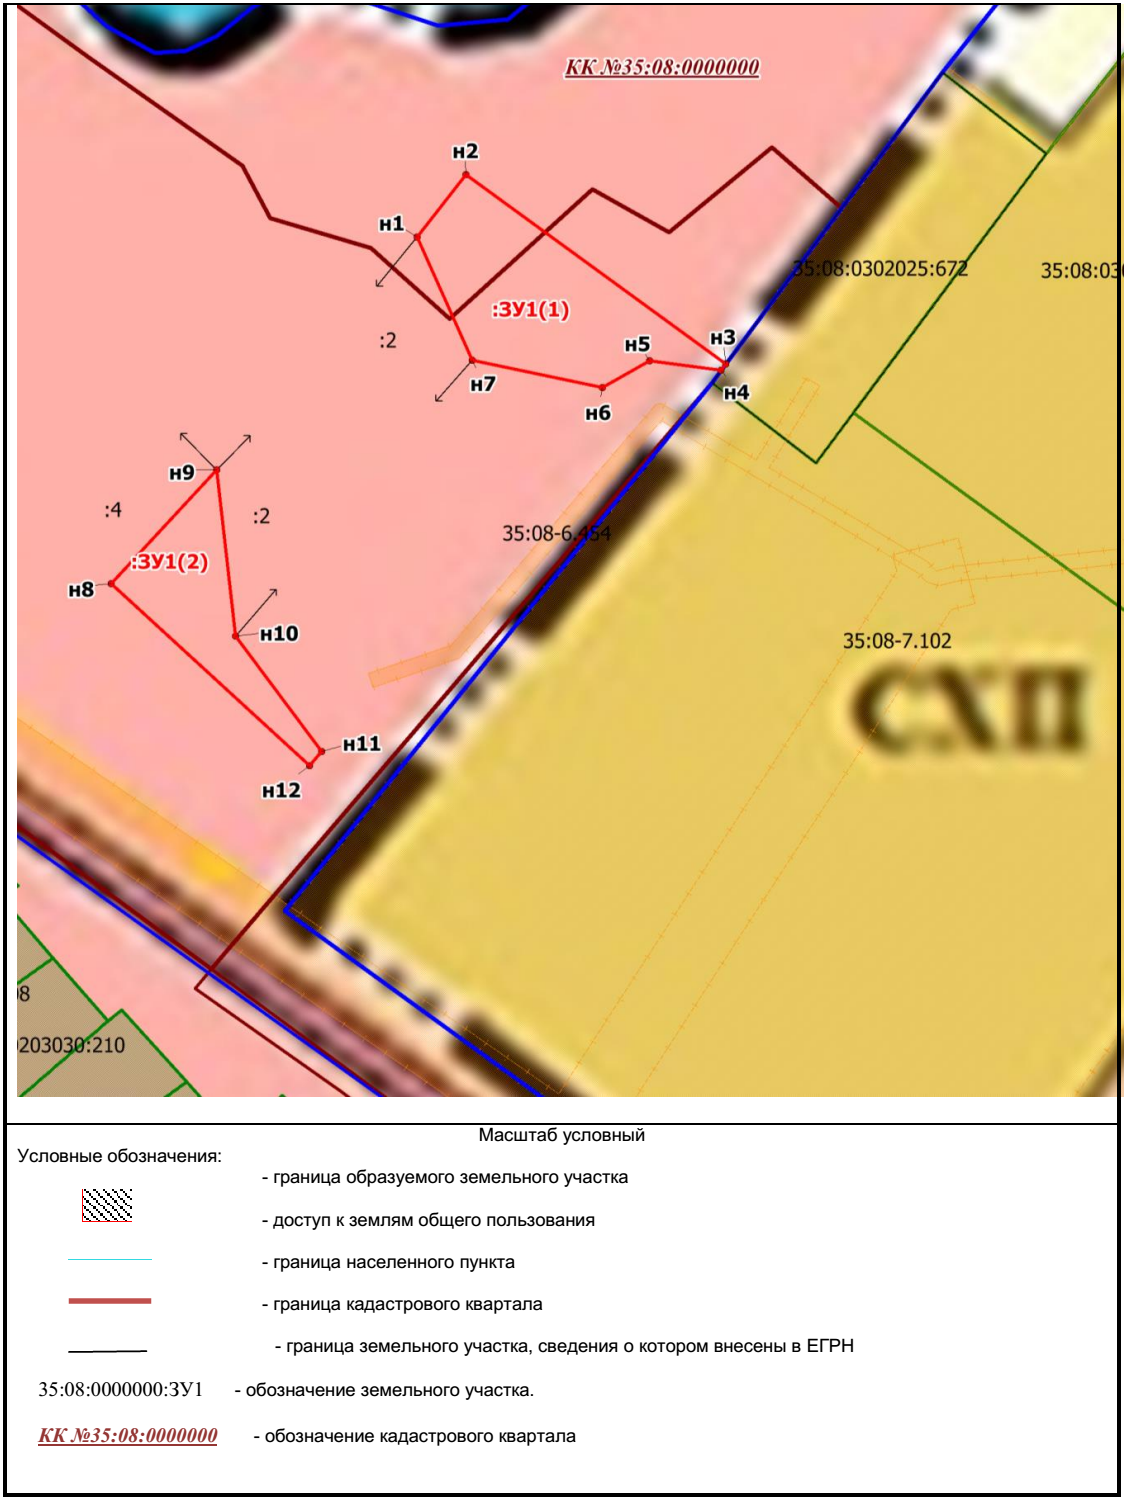 КК №35:08:0000000
н2
н1
35:08:0302025:672
35:08:03
:ЗУ1(1)
:2
н3
н5
н7
н4
н6
н9
:4
:2
35:08-6.454
:ЗУ1(2)
н8
н10
35:08-7.102
СХП
н11
н12
8
203030:210
Масштаб условный
Условные обозначения:
- граница образуемого земельного участка
- доступ к землям общего пользования
- граница населенного пункта
- граница кадастрового квартала
- граница земельного участка, сведения о котором внесены в ЕГРН
35:08:0000000:ЗУ1 - обозначение земельного участка.
КК №35:08:0000000 - обозначение кадастрового квартала